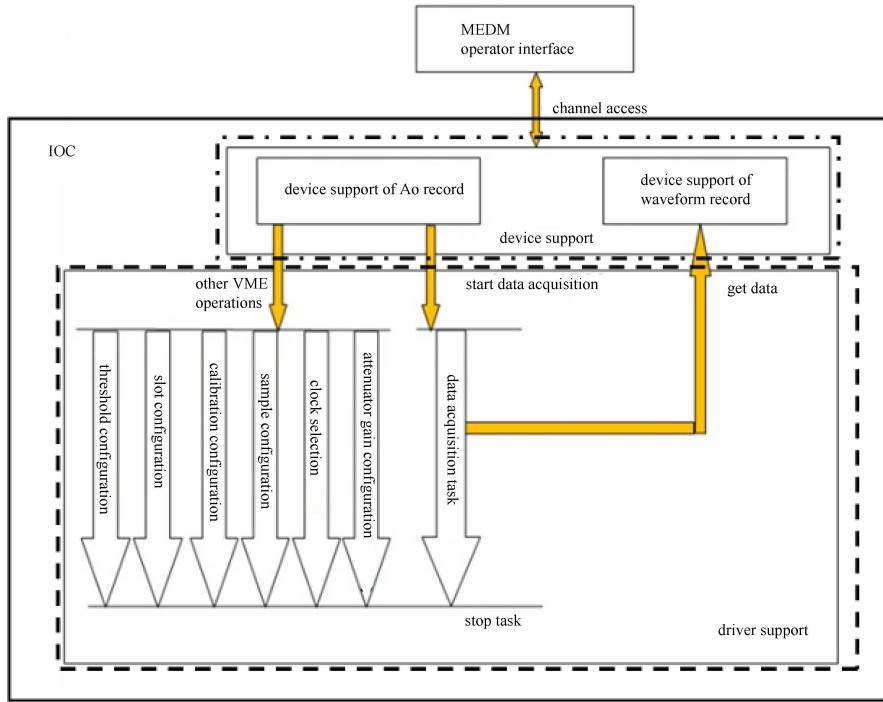 MEDM
operator interface
channel access
IOC
device support of Ao record
device support of
waveform record
device support
other VME
operations
start data acquisition
get data
threshold configuration
slot configuration
calibration configuration
sample configuration
clock selection
attenuator gain configuration
data acquisition task
stop task
driver support